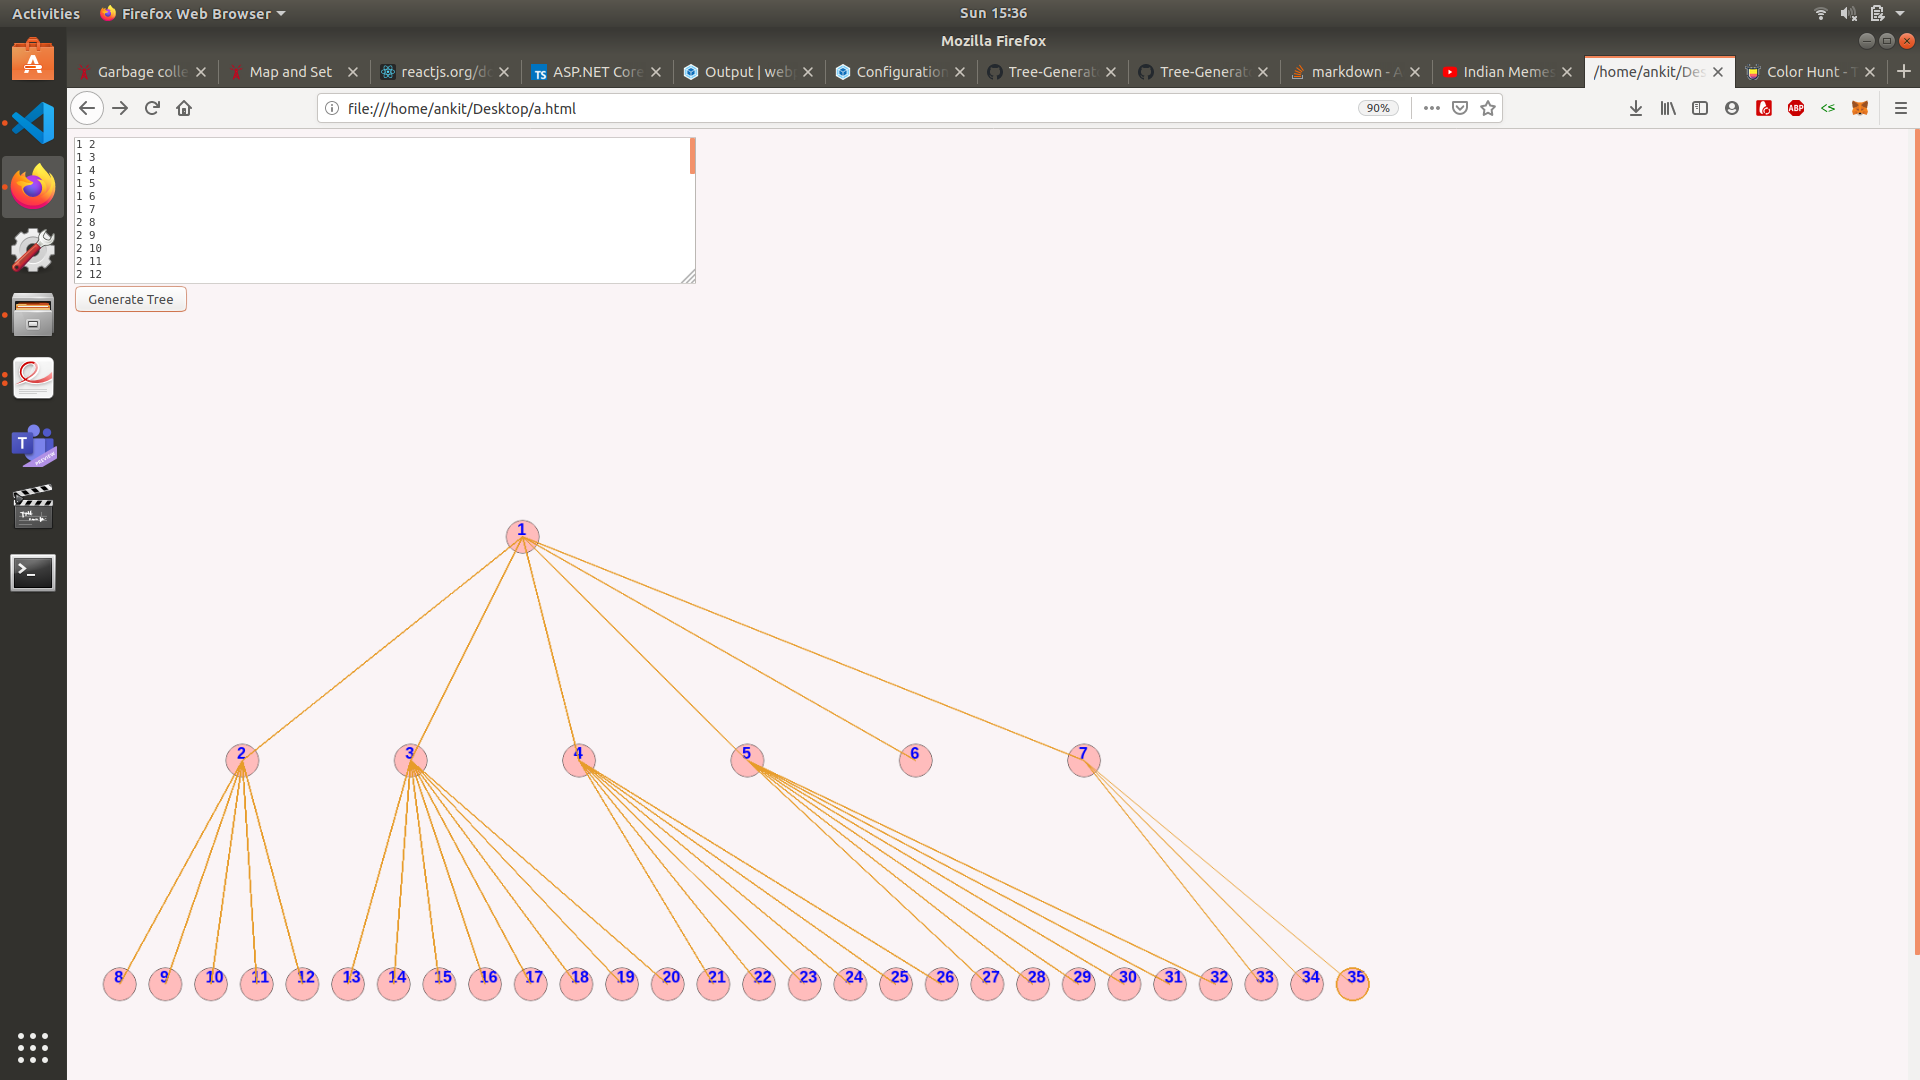 Activities Firefox Web Browser Sun 15:36
Mozilla Firefox
Garbage colle Map and Set reactjs.org/do ASP.NET Core Output | webp Configuration Tree-Generat Tree-Generat markdown - A Indian Memes /home/ankit/Des Color Hunt - T
file:///home/ankit/Desktop/a.html 90%
1 2
1 3
1 4
1 5
1 6
1 7
2 8
2 9
2 10
2 11
2 12
Generate Tree
1
2 3 4 5 6 7
8 9 10 11 12 13 14 15 16 17 18 19 20 21 22 23 24 25 26 27 28 29 30 31 32 33 34 35